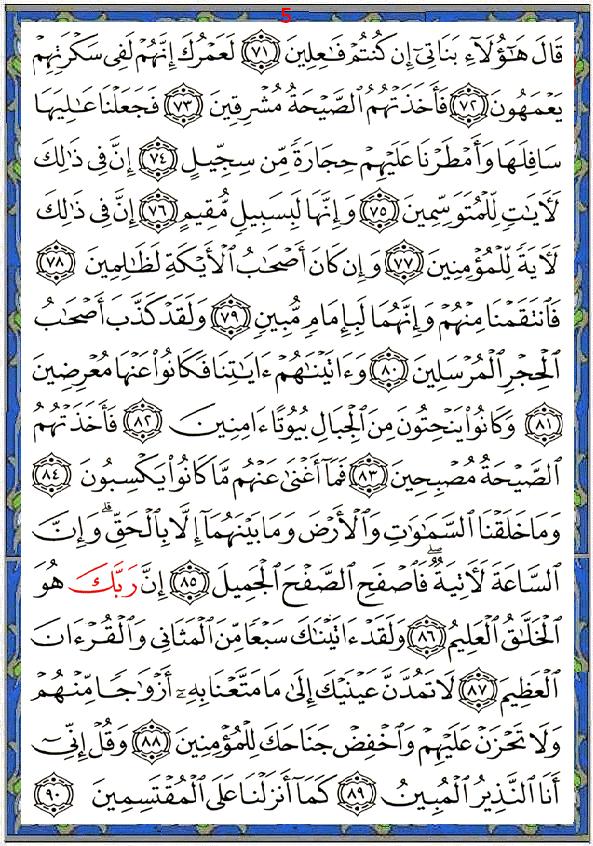 5
قَالَ هَٰٓؤُلَآءِ بَنَاتِىٓ إِن كُنتُمْ فَٰعِلِينَ ﴿٧١﴾ لَعَمْرُكَ إِنَّهُمْ لَفِى سَكْرَتِهِمْ
يَعْمَهُونَ ﴿٧٢﴾ فَأَخَذَتْهُمُ ٱلصَّيْحَةُ مُشْرِقِينَ ﴿٧٣﴾ فَجَعَلْنَا عَٰلِيَهَا
سَافِلَهَا وَأَمْطَرْنَا عَلَيْهِمْ حِجَارَةً مِّن سِجِّيلٍ ﴿٧٤﴾ إِنَّ فِى ذَٰلِكَ
لَءَايَٰتٍ لِّلْمُتَوَسِّمِينَ ﴿٧٥﴾ وَإِنَّهَا لَبِسَبِيلٍ مُّقِيمٍ ﴿٧٦﴾ إِنَّ فِى ذَٰلِكَ
لَءَايَةً لِّلْمُؤْمِنِينَ ﴿٧٧﴾ وَإِن كَانَ أَصْحَٰبُ ٱلْأَيْكَةِ لَظَٰلِمِينَ ﴿٧٨﴾
فَٱنتَقَمْنَا مِنْهُمْ وَإِنَّهُمَا لَبِإِمَامٍ مُّبِينٍ ﴿٧٩﴾ وَلَقَدْ كَذَّبَ أَصْحَٰبُ
ٱلْحِجْرِ ٱلْمُرْسَلِينَ ﴿٨٠﴾ وَءَاتَيْنَٰهُمْ ءَايَٰتِنَا فَكَانُوا۟ عَنْهَا مُعْرِضِينَ
﴿٨١﴾ وَكَانُوا۟ يَنْحِتُونَ مِنَ ٱلْجِبَالِ بُيُوتًا ءَامِنِينَ ﴿٨٢﴾ فَأَخَذَتْهُمُ
ٱلصَّيْحَةُ مُصْبِحِينَ ﴿٨٣﴾ فَمَآ أَغْنَىٰ عَنْهُم مَّا كَانُوا۟ يَكْسِبُونَ ﴿٨٤﴾
وَمَا خَلَقْنَا ٱلسَّمَٰوَٰتِ وَٱلْأَرْضَ وَمَا بَيْنَهُمَآ إِلَّا بِٱلْحَقِّ ۗ وَإِنَّ
ٱلسَّاعَةَ لَءَاتِيَةٌ ۖ فَٱصْفَحِ ٱلصَّفْحَ ٱلْجَمِيلَ ﴿٨٥﴾ إِنَّ رَبَّكَ هُوَ
ٱلْخَلَّٰقُ ٱلْعَلِيمُ ﴿٨٦﴾ وَلَقَدْ ءَاتَيْنَٰكَ سَبْعًا مِّنَ ٱلْمَثَانِى وَٱلْقُرْءَانَ
ٱلْعَظِيمَ ﴿٨٧﴾ لَا تَمُدَّنَّ عَيْنَيْكَ إِلَىٰ مَا مَتَّعْنَا بِهِۦٓ أَزْوَٰجًا مِّنْهُمْ
وَلَا تَحْزَنْ عَلَيْهِمْ وَٱخْفِضْ جَنَاحَكَ لِلْمُؤْمِنِينَ ﴿٨٨﴾ وَقُلْ إِنِّىٓ
أَنَا ٱلنَّذِيرُ ٱلْمُبِينُ ﴿٨٩﴾ كَمَآ أَنزَلْنَا عَلَى ٱلْمُقْتَسِمِينَ ﴿٩٠﴾